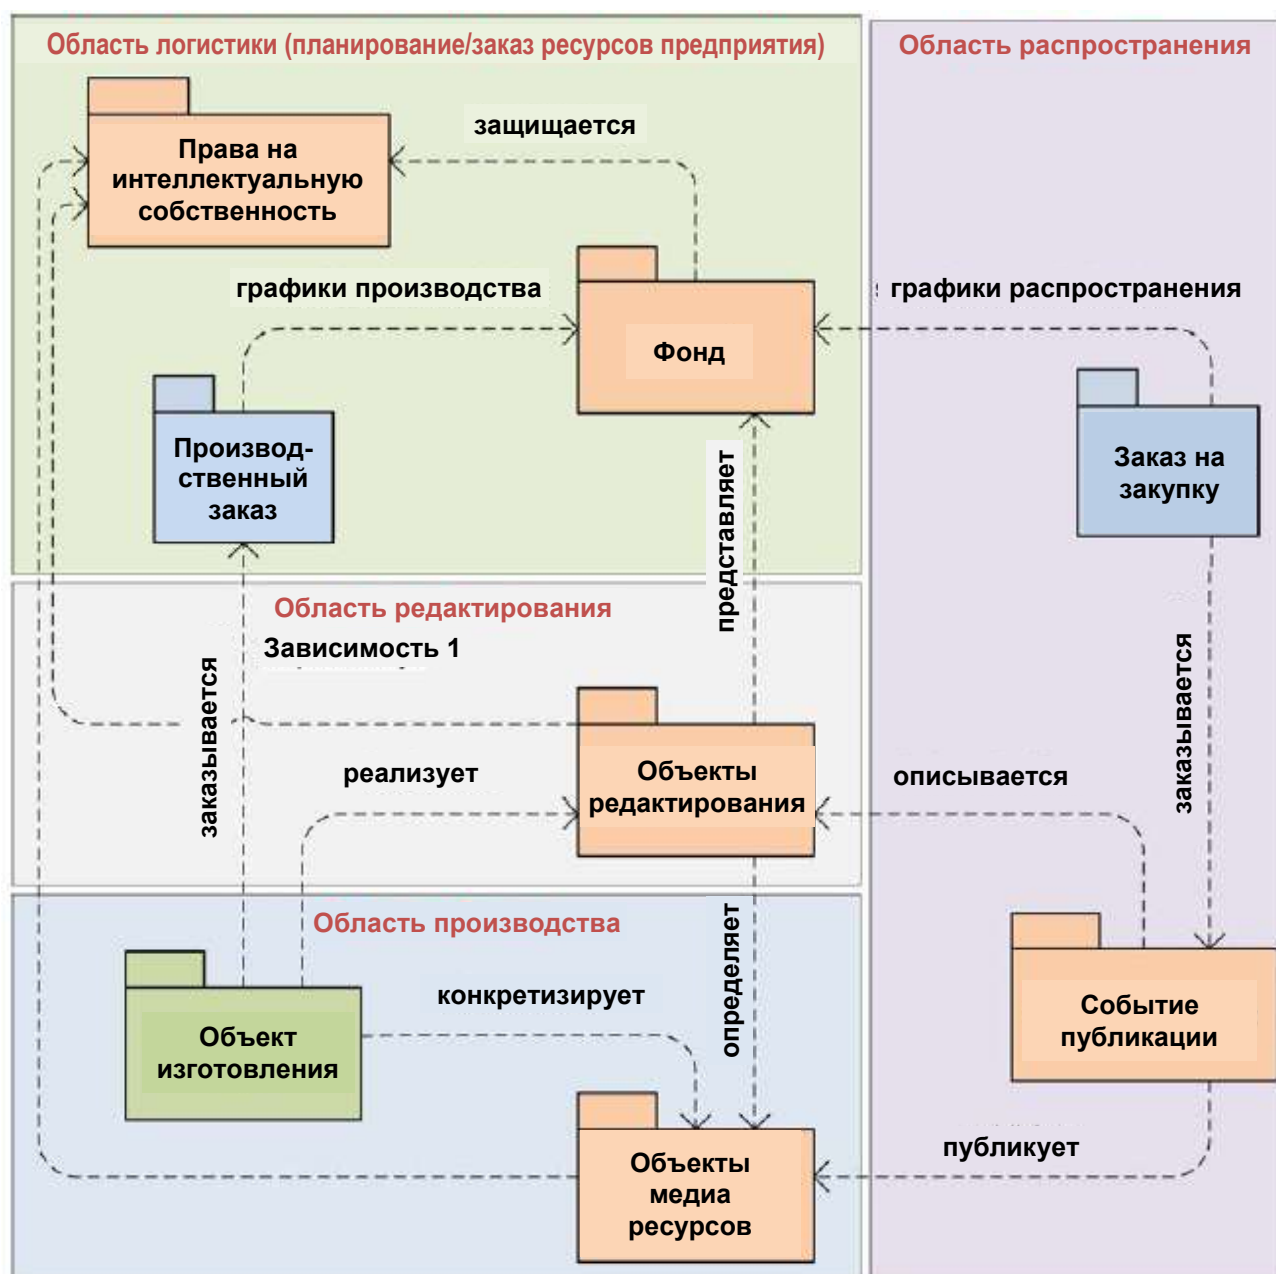 Область логистики (планирование/заказ ресурсов предприятия)
Область распространения
защищается
Права на
интеллектуальную
собственность
графики производства
графики распространения
Фонд
Производ-
ственный
заказ
Заказ на
закупку
представляет
Область редактирования
Зависимость 1
заказывается
заказывается
реализует
Объекты
редактирования
описывается
Область производства
определяет
конкретизирует
Объект
изготовления
Событие
публикации
публикует
Объекты
медиа
ресурсов